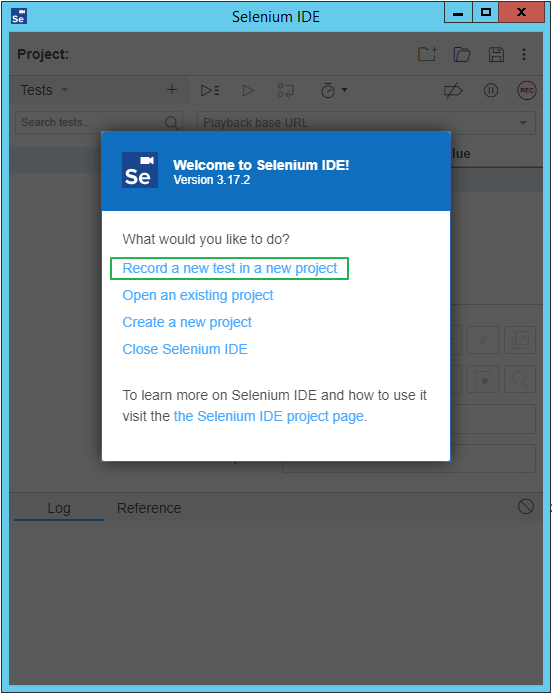 Se
Selenium IDE
Project:
Tests
REC
Search tests...
Playback base URL
lue
Se
Welcome to Selenium IDE!
Version 3.17.2
What would you like to do?
Record a new test in a new project
Open an existing project
Create a new project
Close Selenium IDE
To learn more on Selenium IDE and how to use it
visit the the Selenium IDE project page.
//
Log
Reference